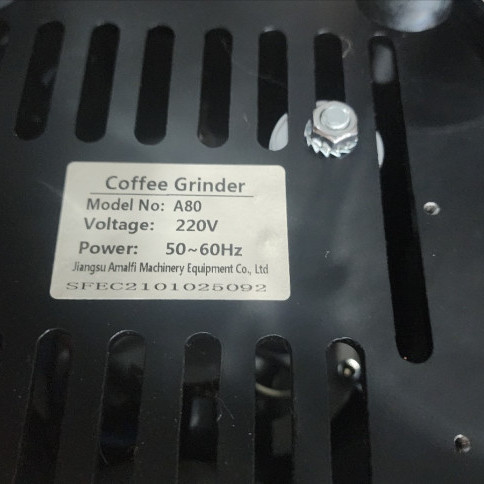 Coffee Grinder
Model No: A80
Voltage: 220V
Power: 50~60Hz
Jiangsu Amalfi Machinery Equipment Co., Ltd
SFEC2101025092